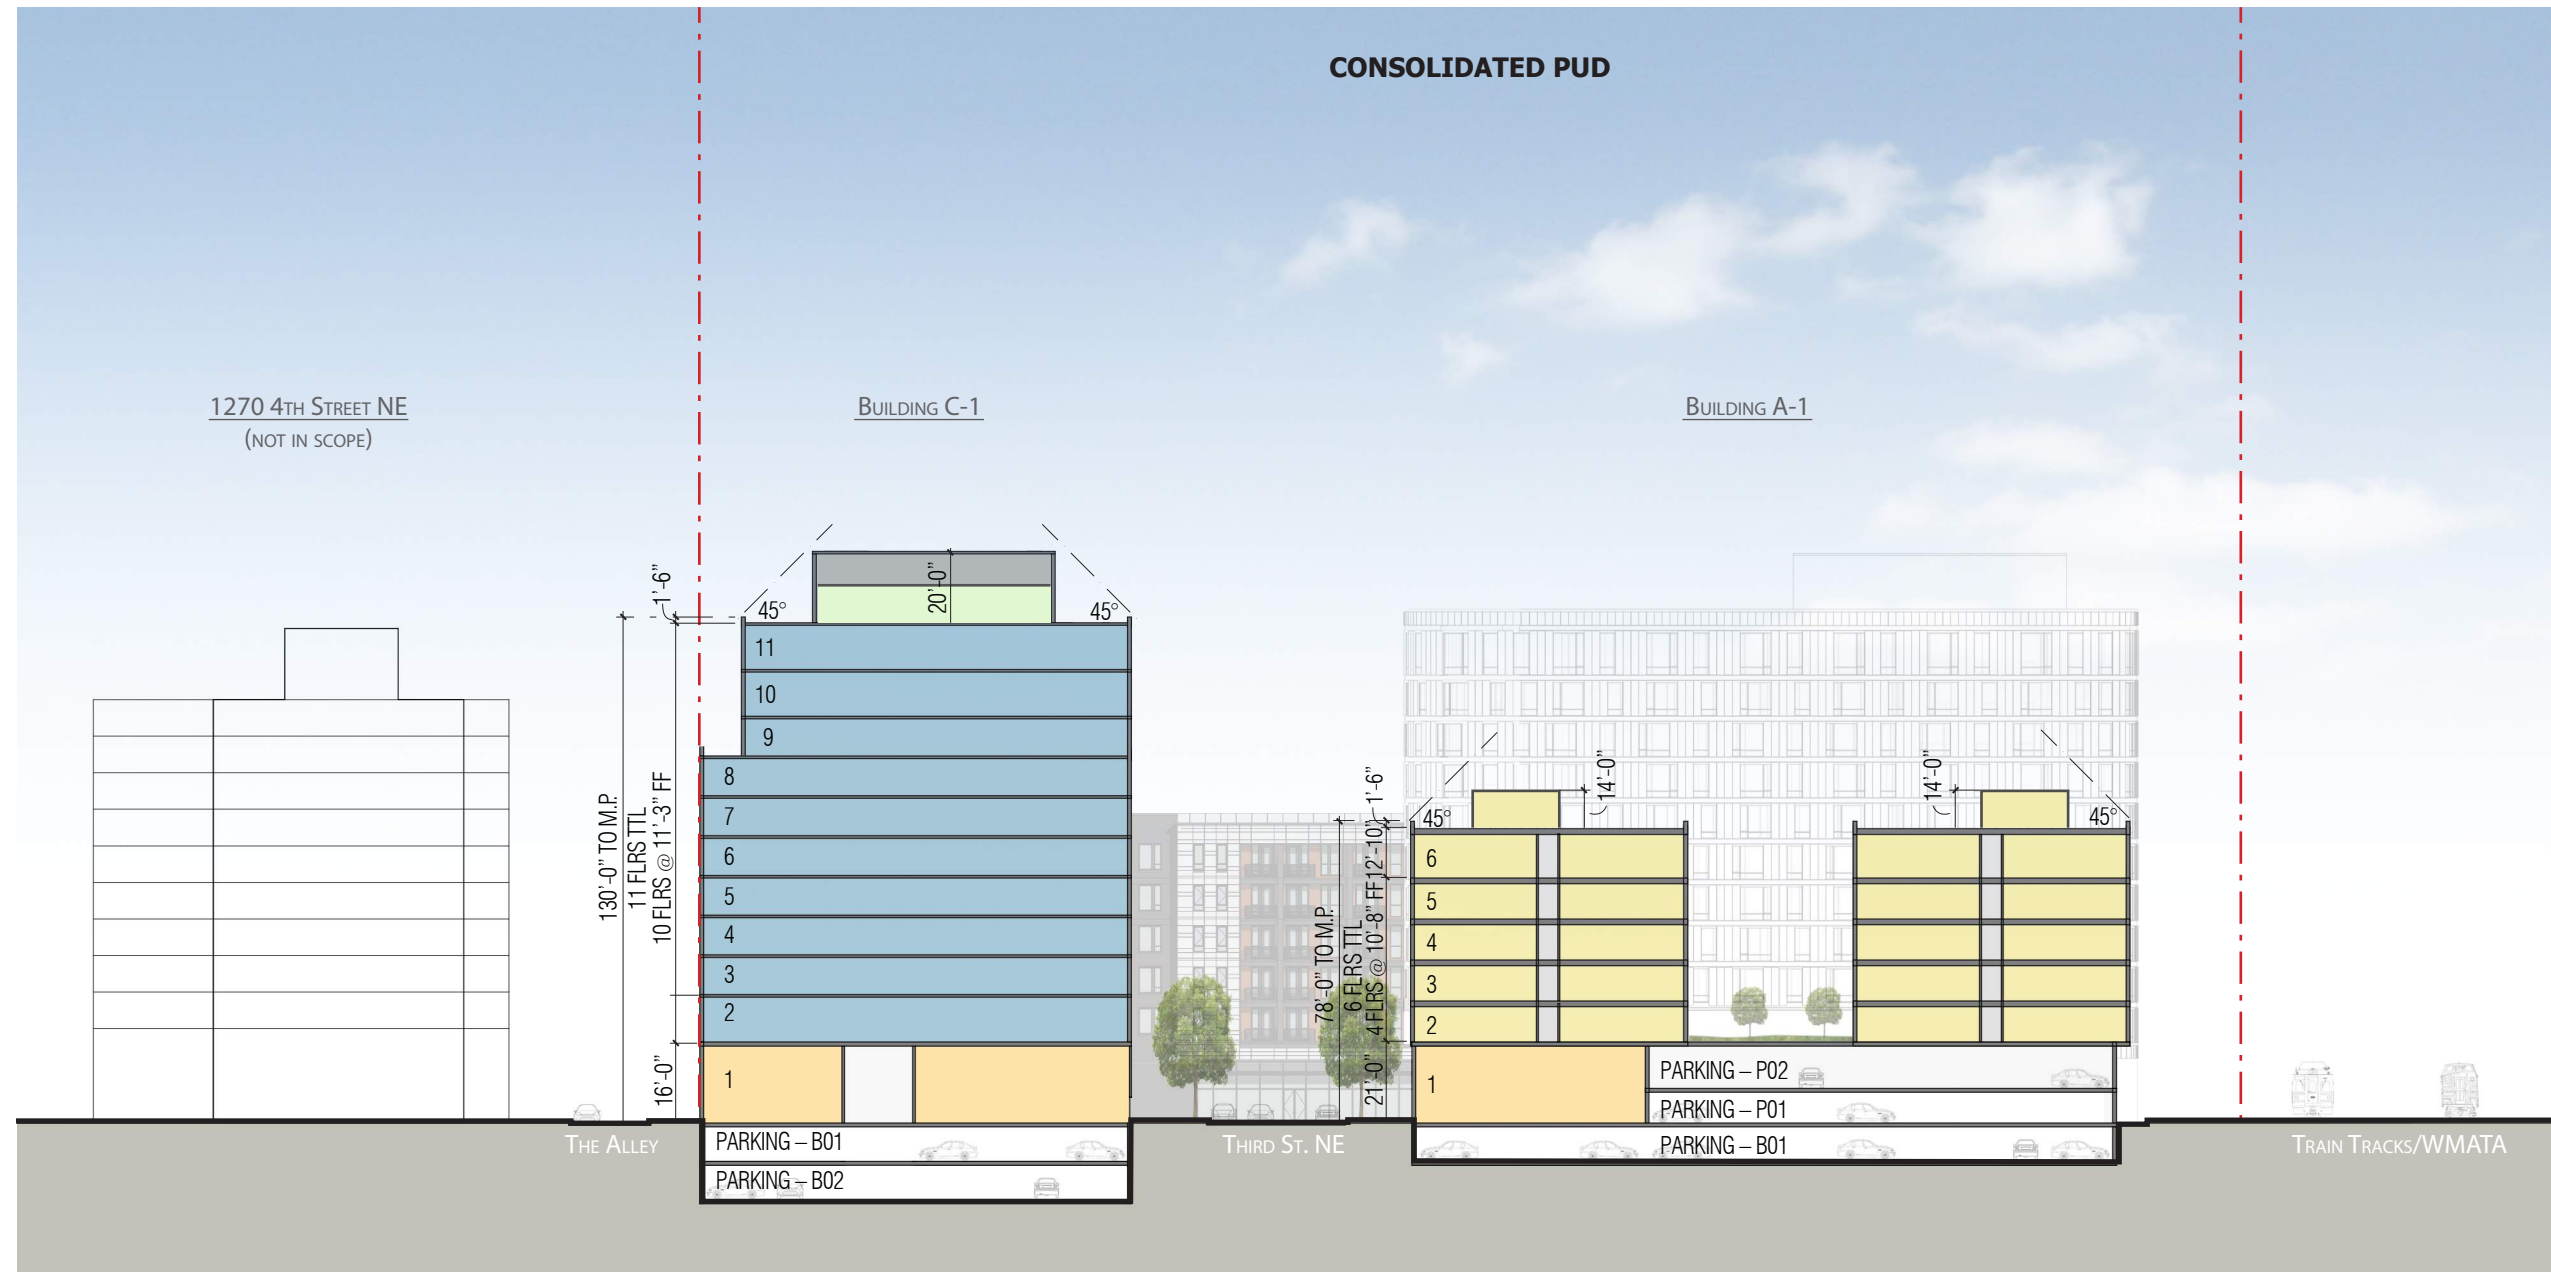 CONSOLIDATED PUD
1270 4TH STREET NE
(NOT IN SCOPE)
BUILDING C-1
BUILDING A-1
1'-6"
130'-0" TO M.P.
11 FLRS TTL
10 FLRS @ 11'-3" FF
16'-0"
45°
20'-0"
45°
11
10
9
8
7
6
5
4
3
2
1
PARKING – B01
PARKING – B02
78'-0" TO M.P.
6 FLRS TTL
4 FLRS @ 10'-8" FF
12'-10"
1'-6"
21'-0"
45°
14'-0"
14'-0"
45°
6
5
4
3
2
1
PARKING – P02
PARKING – P01
PARKING – B01
THE ALLEY
THIRD ST. NE
TRAIN TRACKS/WMATA